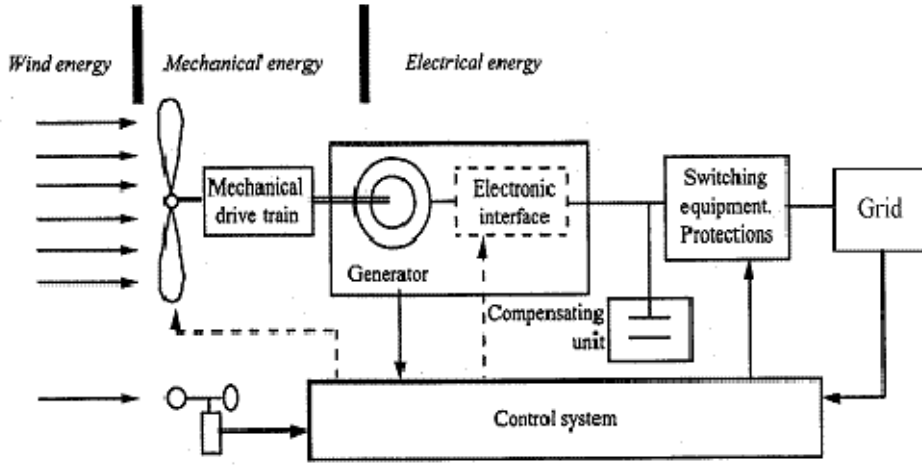 Wind energy
Mechanical energy
Electrical energy
Mechanical
drive train
Electronic
interface
Switching
equipment.
Protections
Grid
Generator
Compensating
unit
Control system